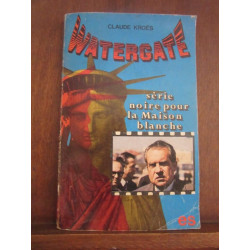 CLAUDE KROËS
WATERGATE
série
noire pour
la Maison
blanche